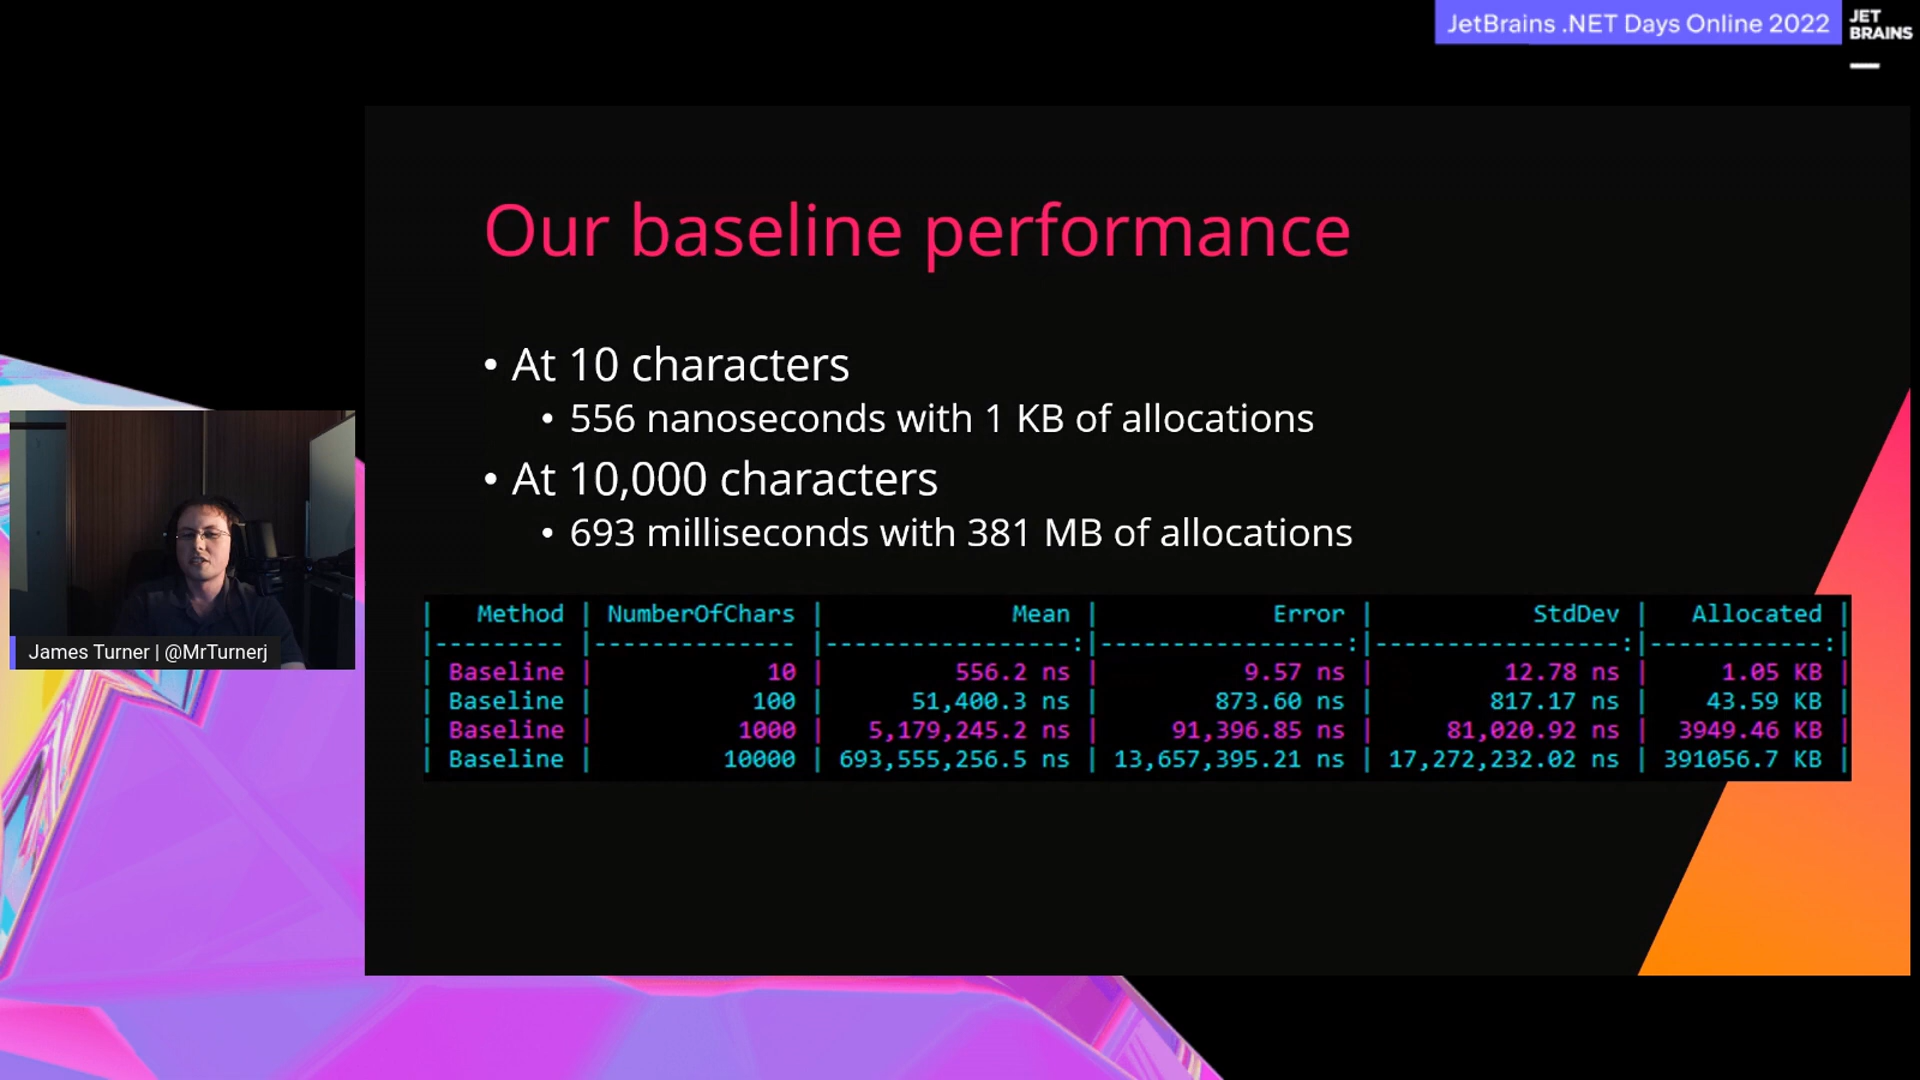 JetBrains .NET Days Online 2022
JET
BRAINS
Our baseline performance
• At 10 characters
• 556 nanoseconds with 1 KB of allocations
• At 10,000 characters
• 693 milliseconds with 381 MB of allocations
| Method | NumberOfChars | Mean | Error | StdDev | Allocated |
|--------- |-------------- |-----------------:|-----------------:|-----------------:|------------:|
| Baseline | 10 | 556.2 ns | 9.57 ns | 12.78 ns | 1.05 KB |
| Baseline | 100 | 51,400.3 ns | 873.60 ns | 817.17 ns | 43.59 KB |
| Baseline | 1000 | 5,179,245.2 ns | 91,396.85 ns | 81,020.92 ns | 3949.46 KB |
| Baseline | 10000 | 693,555,256.5 ns | 13,657,395.21 ns | 17,272,232.02 ns | 391056.7 KB |
James Turner | @MrTurnerj